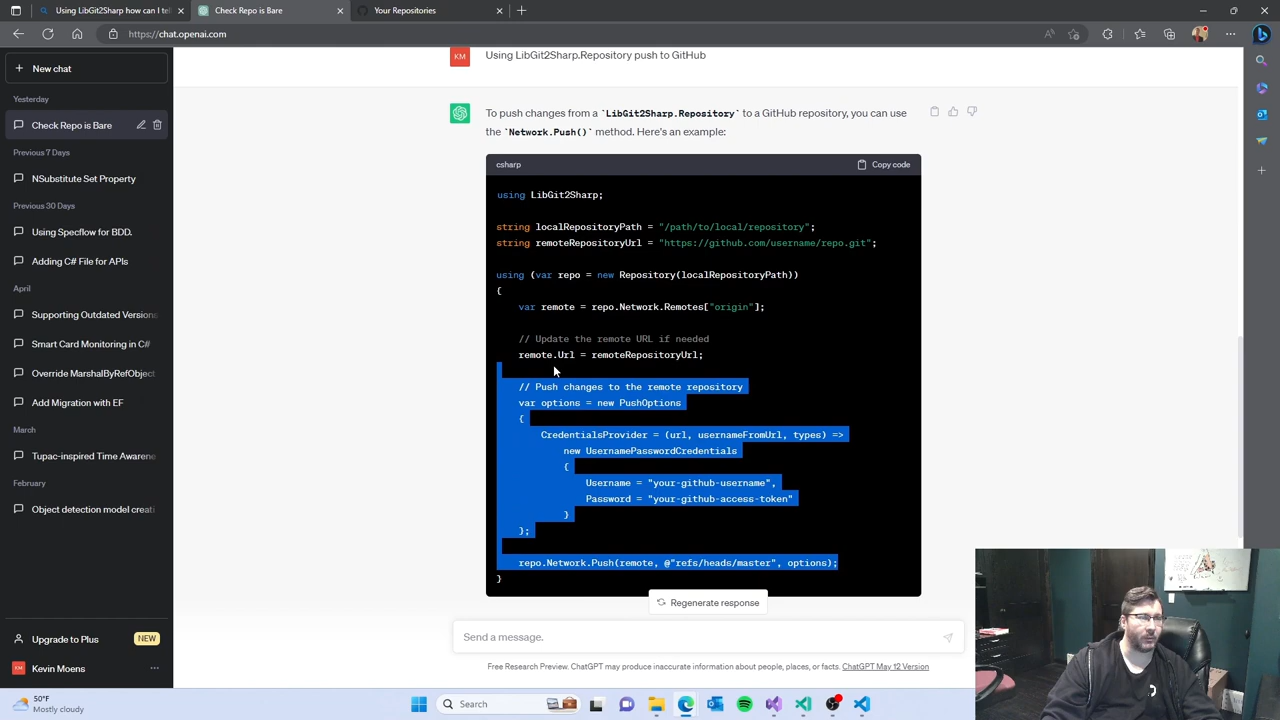 Using LibGit2Sharp how can I tell
Check Repo is Bare
Your Repositories
https://chat.openai.com
New chat
Yesterday
Check Repo is Bare
Previous 7 Days
NSubstitute Set Property
Previous 30 Days
Using Specflow for BDD.
Adding C# File for APIs
April
Supporting Outdated Versions
Smart Card Monitoring in C#
Override MarshalByRefObject
Add Migration with EF
March
Tupac-inspired Time Awarene
February
Object detection model creati
Upgrade to Plus
NEW
Kevin Moens
KM
Using LibGit2Sharp.Repository push to GitHub
To push changes from a `LibGit2Sharp.Repository` to a GitHub repository, you can use
the `Network.Push()` method. Here's an example:
csharp
Copy code
using LibGit2Sharp;
string localRepositoryPath = "/path/to/local/repository";
string remoteRepositoryUrl = "https://github.com/username/repo.git";
using (var repo = new Repository(localRepositoryPath))
{
var remote = repo.Network.Remotes["origin"];
// Update the remote URL if needed
remote.Url = remoteRepositoryUrl;
// Push changes to the remote repository
var options = new PushOptions
{
CredentialsProvider = (url, usernameFromUrl, types) =>
new UsernamePasswordCredentials
{
Username = "your-github-username",
Password = "your-github-access-token"
}
};
repo.Network.Push(remote, @"refs/heads/master", options);
}
Regenerate response
Send a message.
Free Research Preview. ChatGPT may produce inaccurate information about people, places, or facts. ChatGPT May 12 Version
50°F
Mostly cloudy
Search